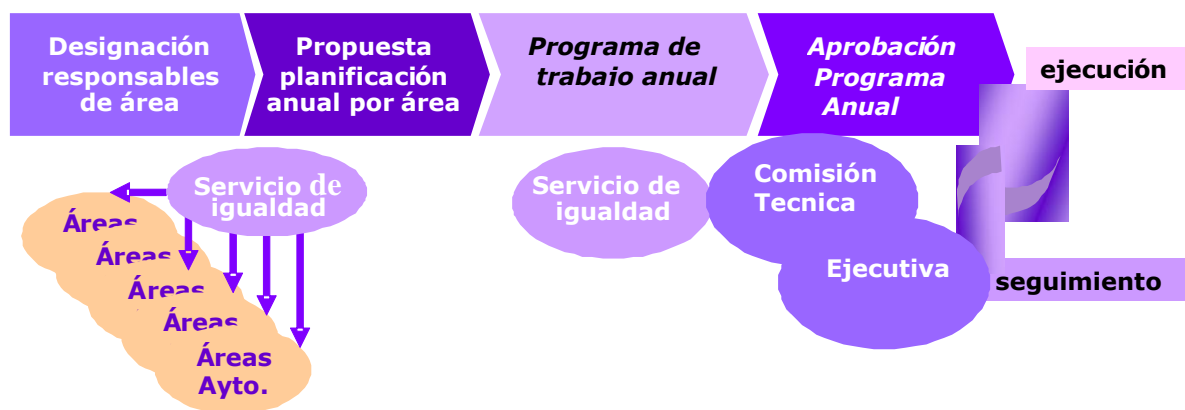 Designación
responsables
de área
Propuesta
planificación
anual por área
Programa de
trabajo anual
Aprobación
Programa
Anual
ejecución
Servicio de
igualdad
Áreas
Áreas
Áreas
Áreas
Áreas
Ayto.
Servicio de
igualdad
Comisión
Tecnica
Ejecutiva
seguimiento